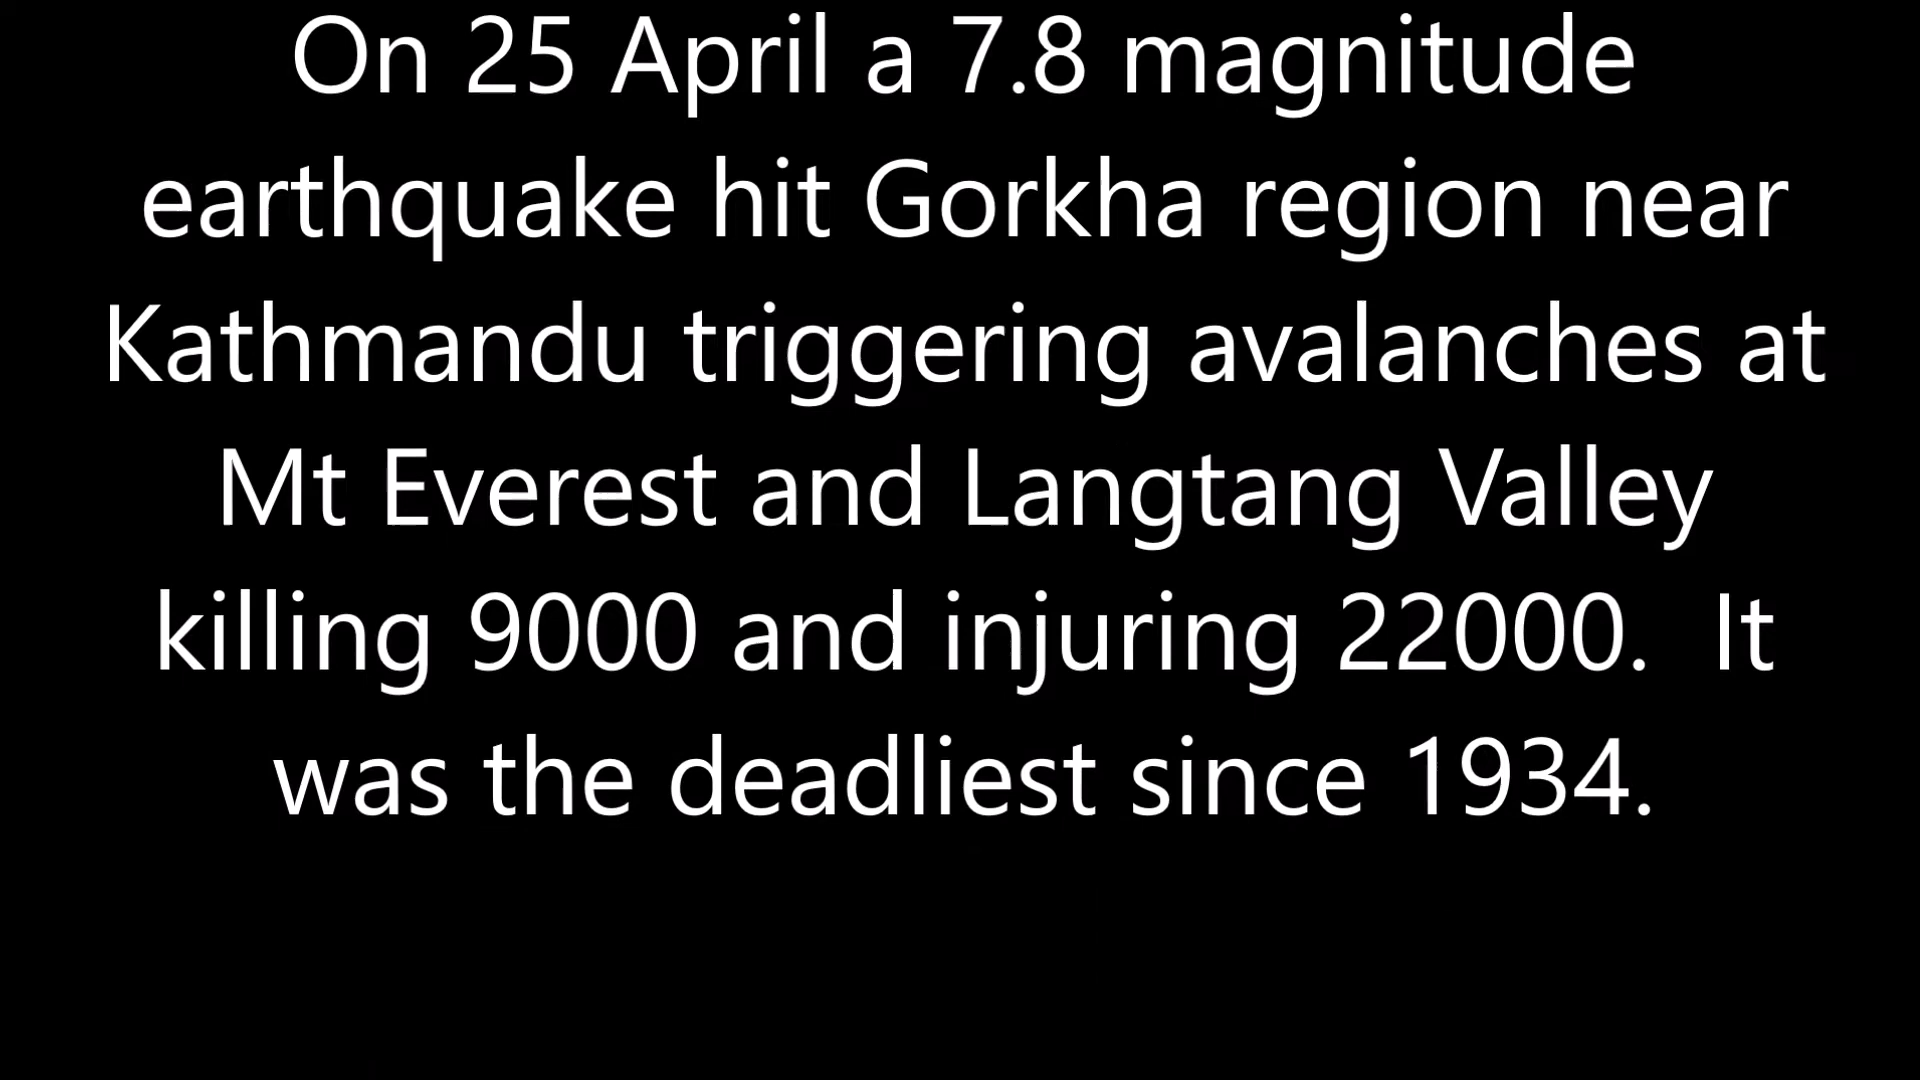 On 25 April a 7.8 magnitude
earthquake hit Gorkha region near
Kathmandu triggering avalanches at
Mt Everest and Langtang Valley
killing 9000 and injuring 22000.  It
was the deadliest since 1934.